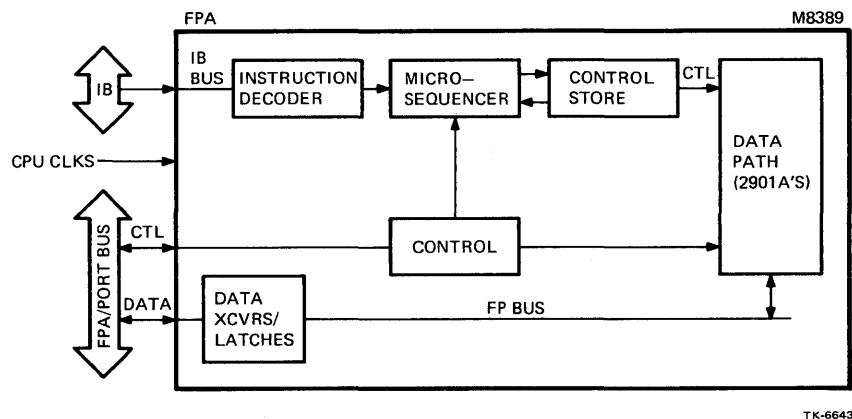 FPA
M8389
IB
IB
BUS
INSTRUCTION
DECODER
MICRO—
SEQUENCER
CONTROL
STORE
CTL
DATA
PATH
(2901A'S)
CPU CLKS
FPA/PORT BUS
CTL
CONTROL
DATA
DATA
XCVRS/
LATCHES
FP BUS
TK-6643